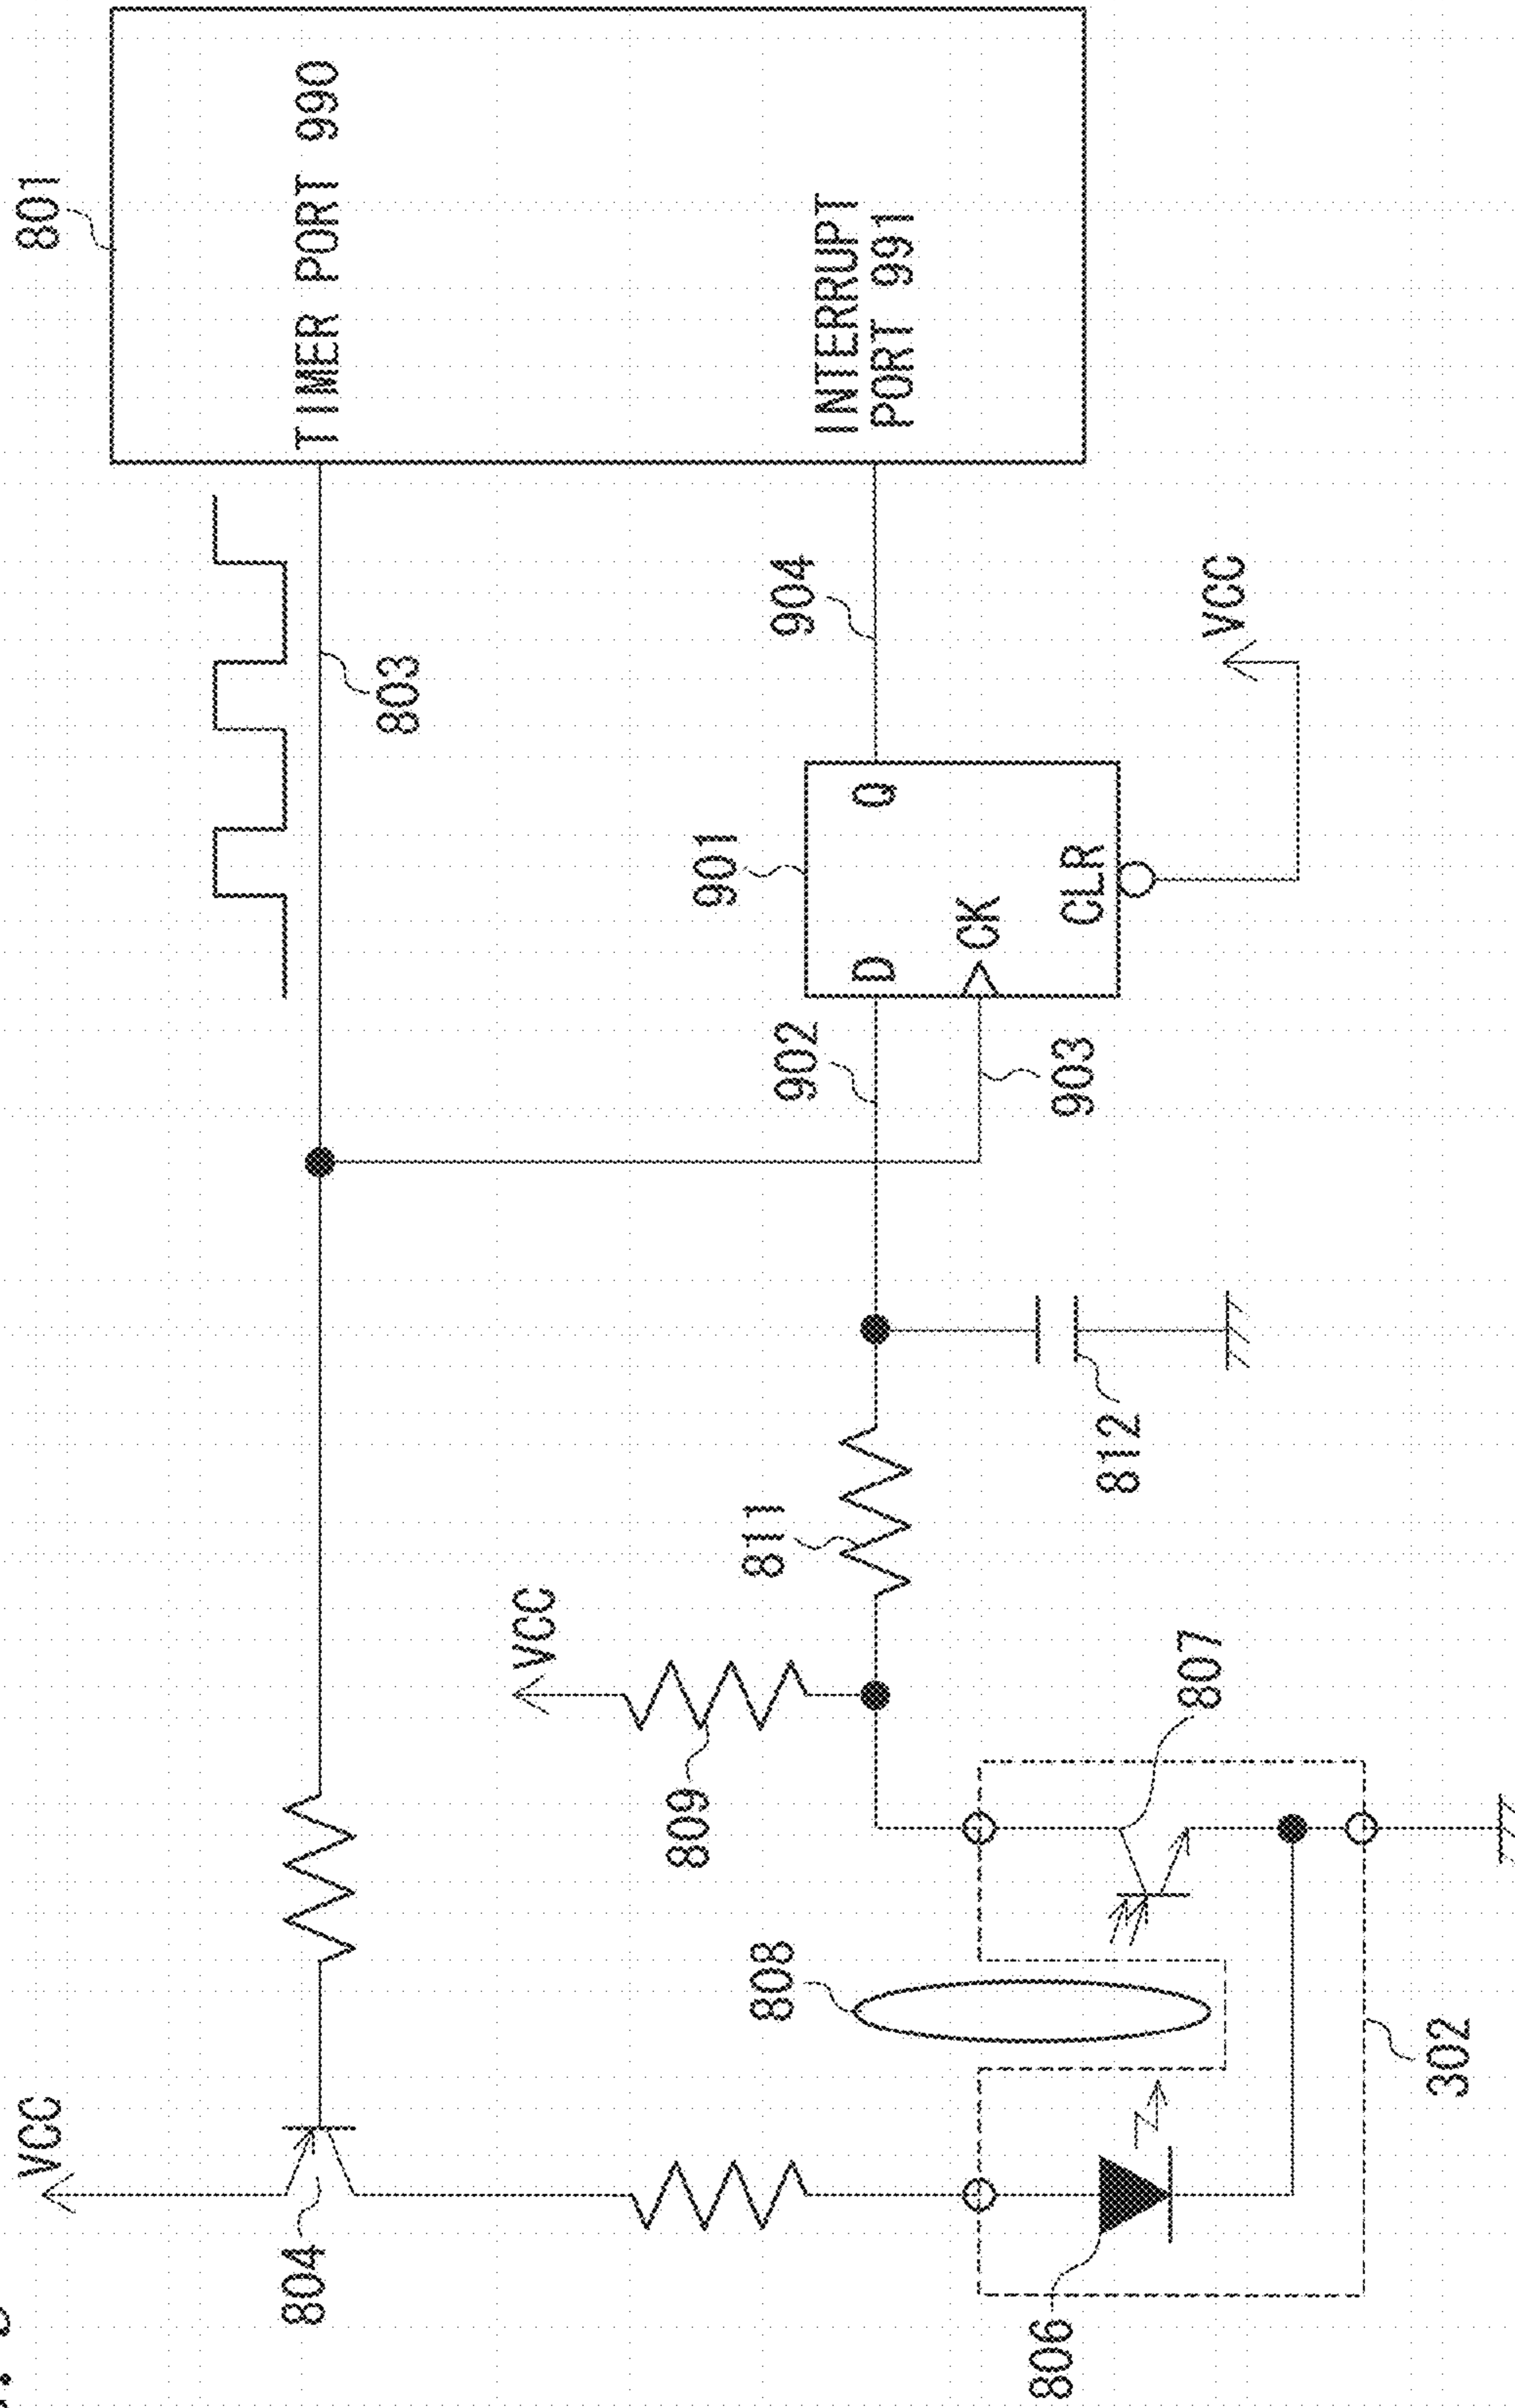 VCC
804
803
801
TIMER PORT 990
VCC
809
811
808
807
806
302
812
901
902
903
D
Q
CK
CLR
904
VCC
INTERRUPT
PORT 991